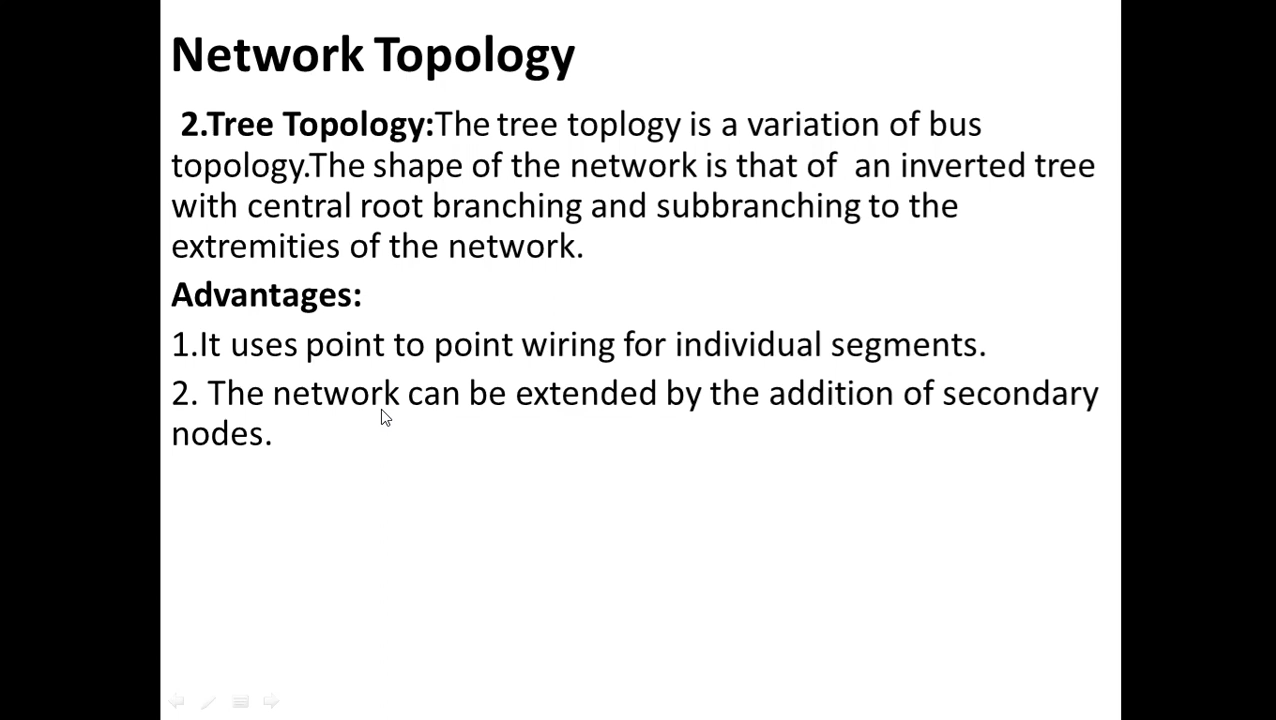 Network Topology
2.Tree Topology:The tree toplogy is a variation of bus
topology.The shape of the network is that of  an inverted tree
with central root branching and subbranching to the
extremities of the network.
Advantages:
1.It uses point to point wiring for individual segments.
2. The network can be extended by the addition of secondary
nodes.